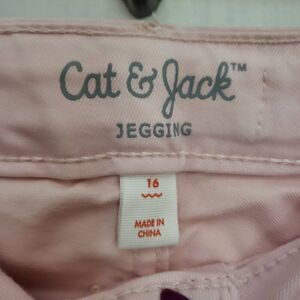 Cat & Jack™
JEGGING
16
MADE IN
CHINA